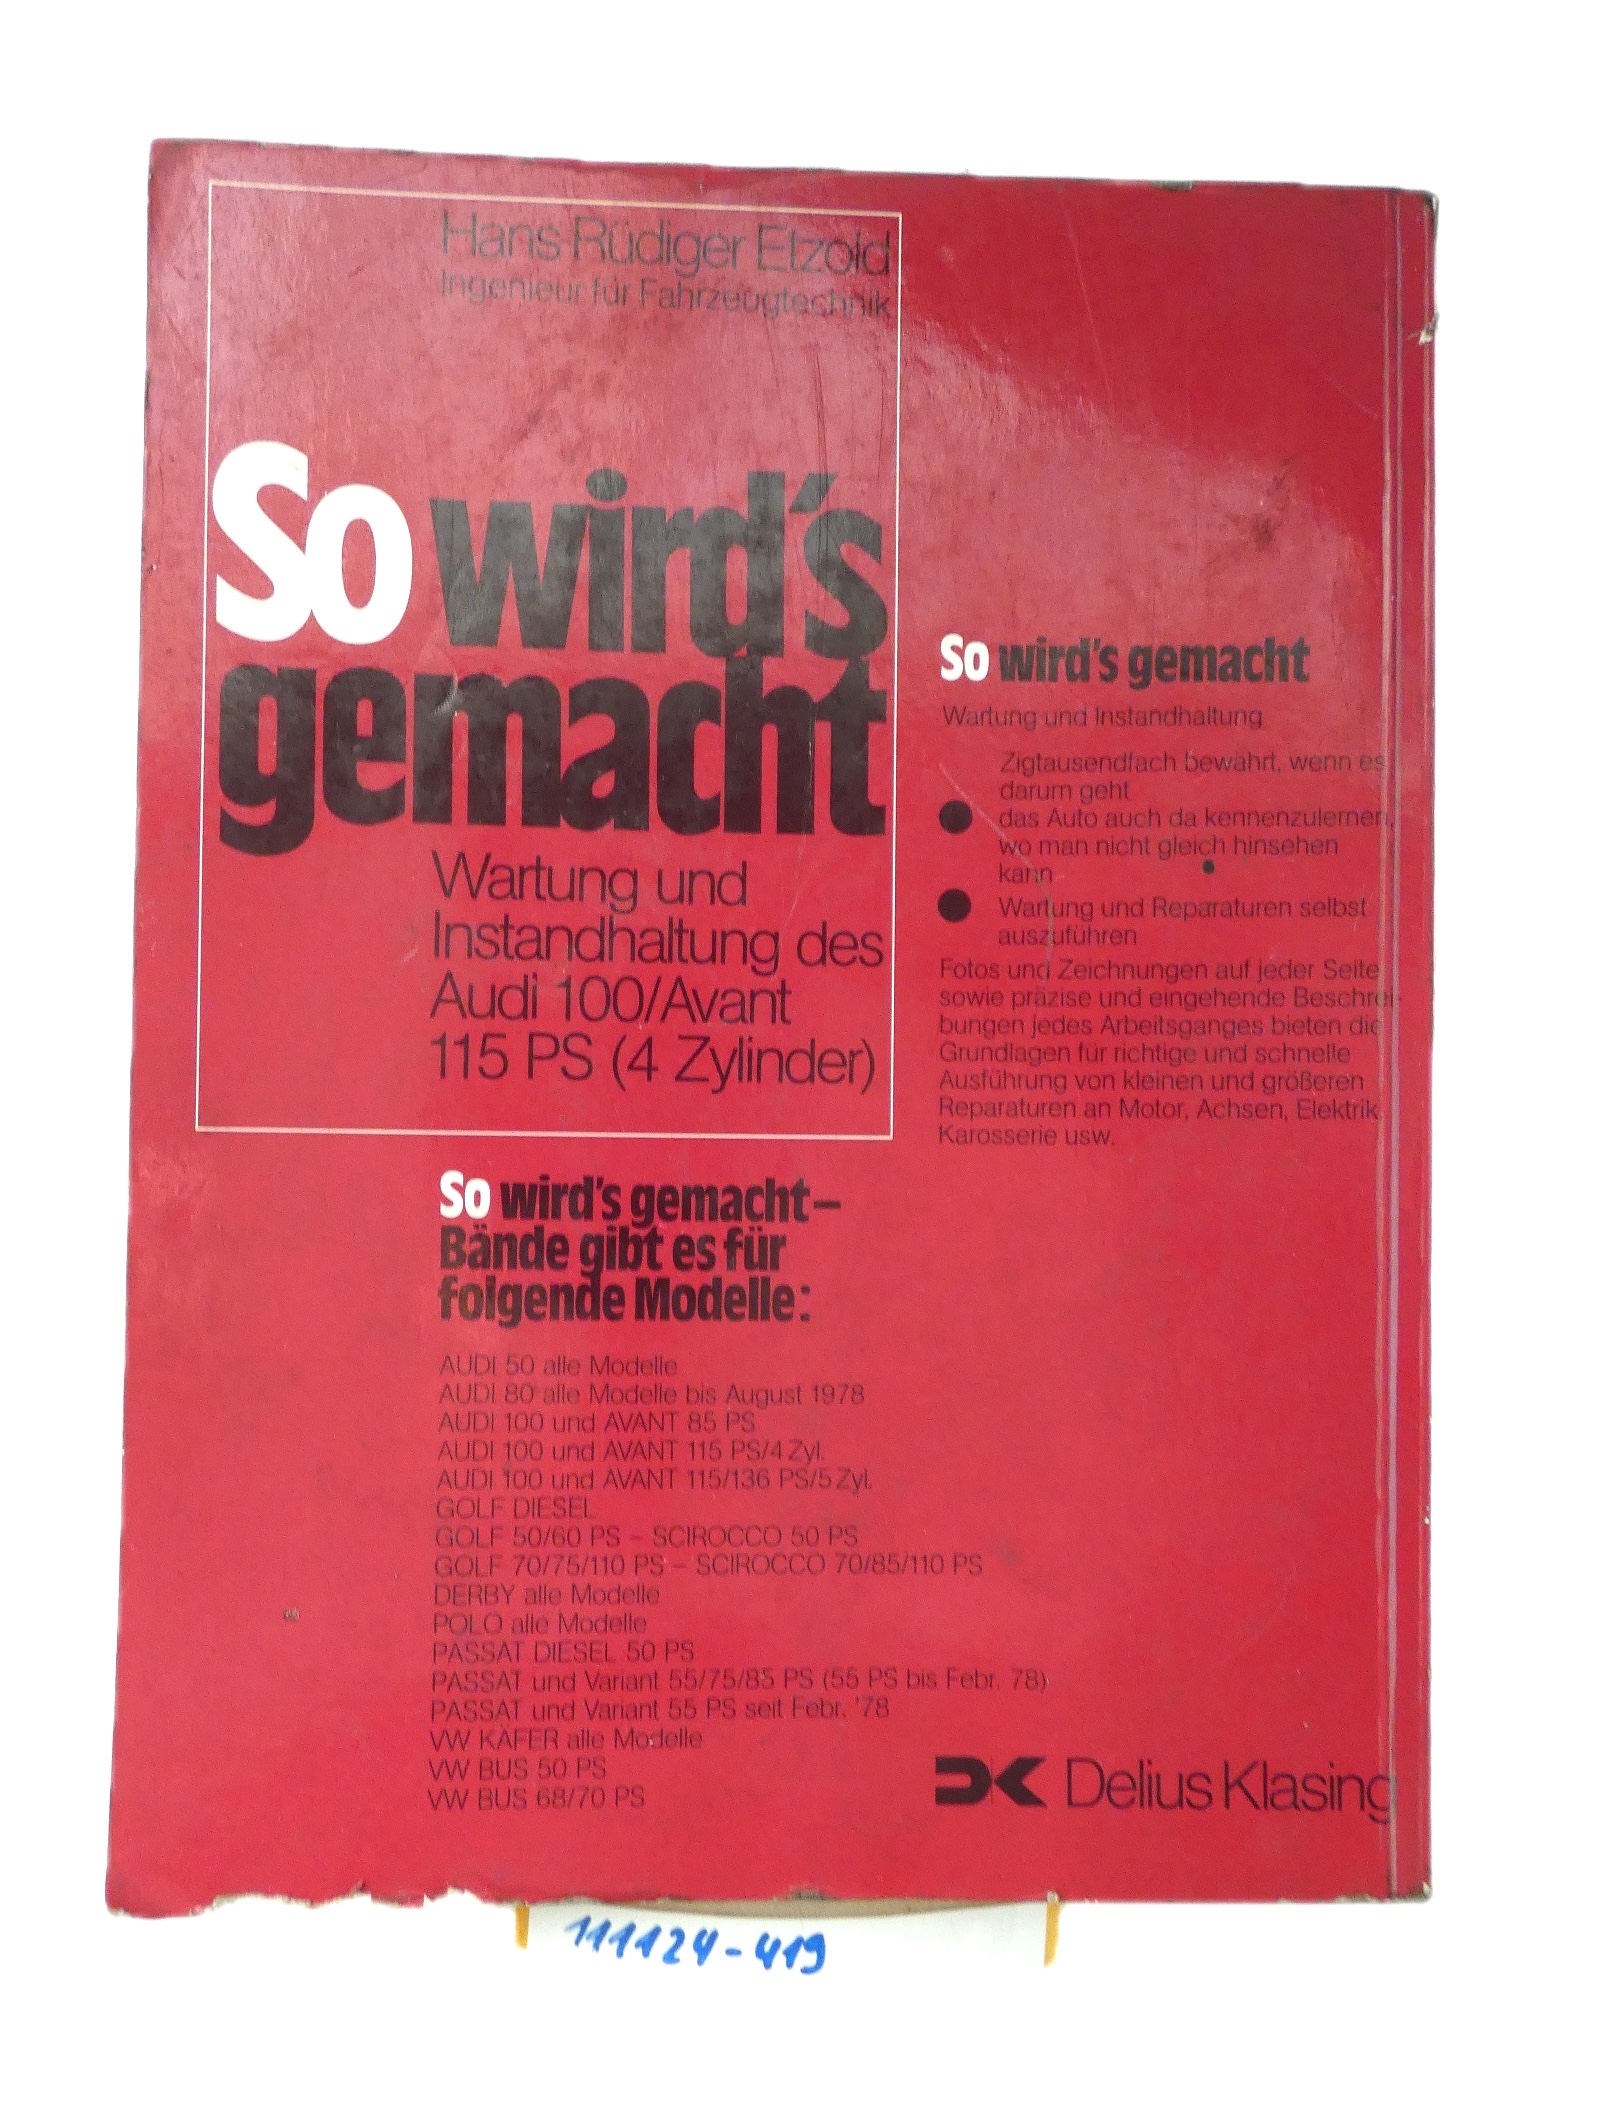 Hans-Rüdiger Etzold
Ingenieur für Fahrzeugtechnik
So wird's
gemacht
Wartung und
Instandhaltung des
Audi 100/Avant
115 PS (4 Zylinder)
So wird's gemacht
Wartung und Instandhaltung
Zigtausendfach bewährt, wenn es
darum geht
● das Auto auch da kennenzulernen,
wo man nicht gleich hinsehen
kann
● Wartung und Reparaturen selbst
auszuführen
Fotos und Zeichnungen auf jeder Seite
sowie präzise und eingehende Beschrei-
bungen jedes Arbeitsganges bieten die
Grundlagen für richtige und schnelle
Ausführung von kleinen und größeren
Reparaturen an Motor, Achsen, Elektrik,
Karosserie usw.
So wird's gemacht–
Bände gibt es für
folgende Modelle:
AUDI 50 alle Modelle
AUDI 80 alle Modelle bis August 1978
AUDI 100 und AVANT 85 PS
AUDI 100 und AVANT 115 PS/4 Zyl.
AUDI 100 und AVANT 115/136 PS/5 Zyl.
GOLF DIESEL
GOLF 50/60 PS – SCIROCCO 50 PS
GOLF 70/75/110 PS – SCIROCCO 70/85/110 PS
DERBY alle Modelle
POLO alle Modelle
PASSAT DIESEL 50 PS
PASSAT und Variant 55/75/85 PS (55 PS bis Febr. 78)
PASSAT und Variant 55 PS seit Febr. '78
VW KÄFER alle Modelle
VW BUS 50 PS
VW BUS 68/70 PS
DK Delius Klasing
111124-419